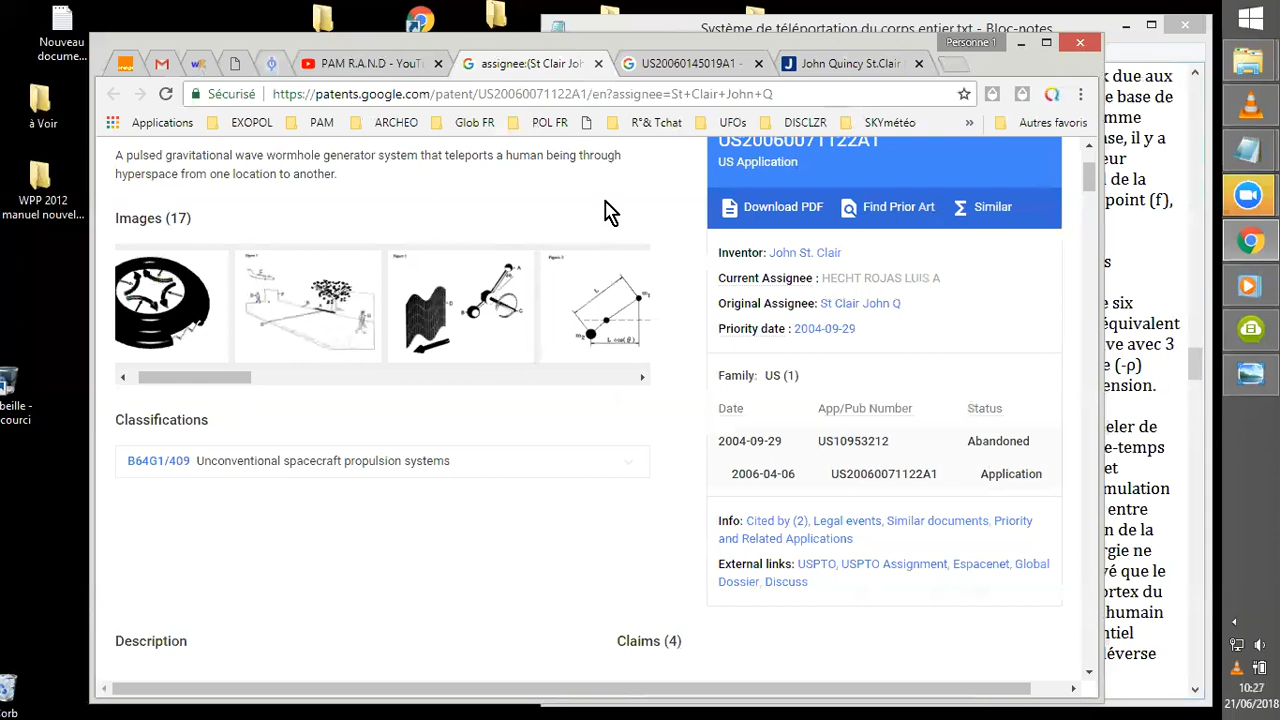 Nouveau
docume...
à Voir
WPP 2012
manuel nouvel...
beille -
courci
Corb
Système de téléportation du corps entier.txt - Bloc-notes
Personne 1
PAM R.A.N.D - YouT
assignee:(St Clair Joh
US20060145019A1 -
John Quincy St.Clair
Sécurisé
https://patents.google.com/patent/US20060071122A1/en?assignee=St+Clair+John+Q
Applications
EXOPOL
PAM
ARCHEO
Glob FR
POL FR
R°& Tchat
UFOs
DISCLZR
SKYmétéo
»
Autres favoris
A pulsed gravitational wave wormhole generator system that teleports a human being through
hyperspace from one location to another.
Images (17)
Classifications
B64G1/409 Unconventional spacecraft propulsion systems
Description
Claims (4)
US20060071122A1
US Application
Download PDF
Find Prior Art
Similar
Inventor: John St. Clair
Current Assignee : HECHT ROJAS LUIS A
Original Assignee: St Clair John Q
Priority date : 2004-09-29
Family: US (1)
Date App/Pub Number Status
2004-09-29 US10953212 Abandoned
2006-04-06 US20060071122A1 Application
Info: Cited by (2), Legal events, Similar documents, Priority
and Related Applications
External links: USPTO, USPTO Assignment, Espacenet, Global
Dossier, Discuss
x due aux
e base de
mme
ase, il y a
eur
l de la
point (f),
s
e six
équivalent
ve avec 3
e (-ρ)
ension.
eler de
e-temps
et
mulation
entre
n de la
rgie ne
vé que le
ortex du
humain
ntiel
déverse
10:27
21/06/2018